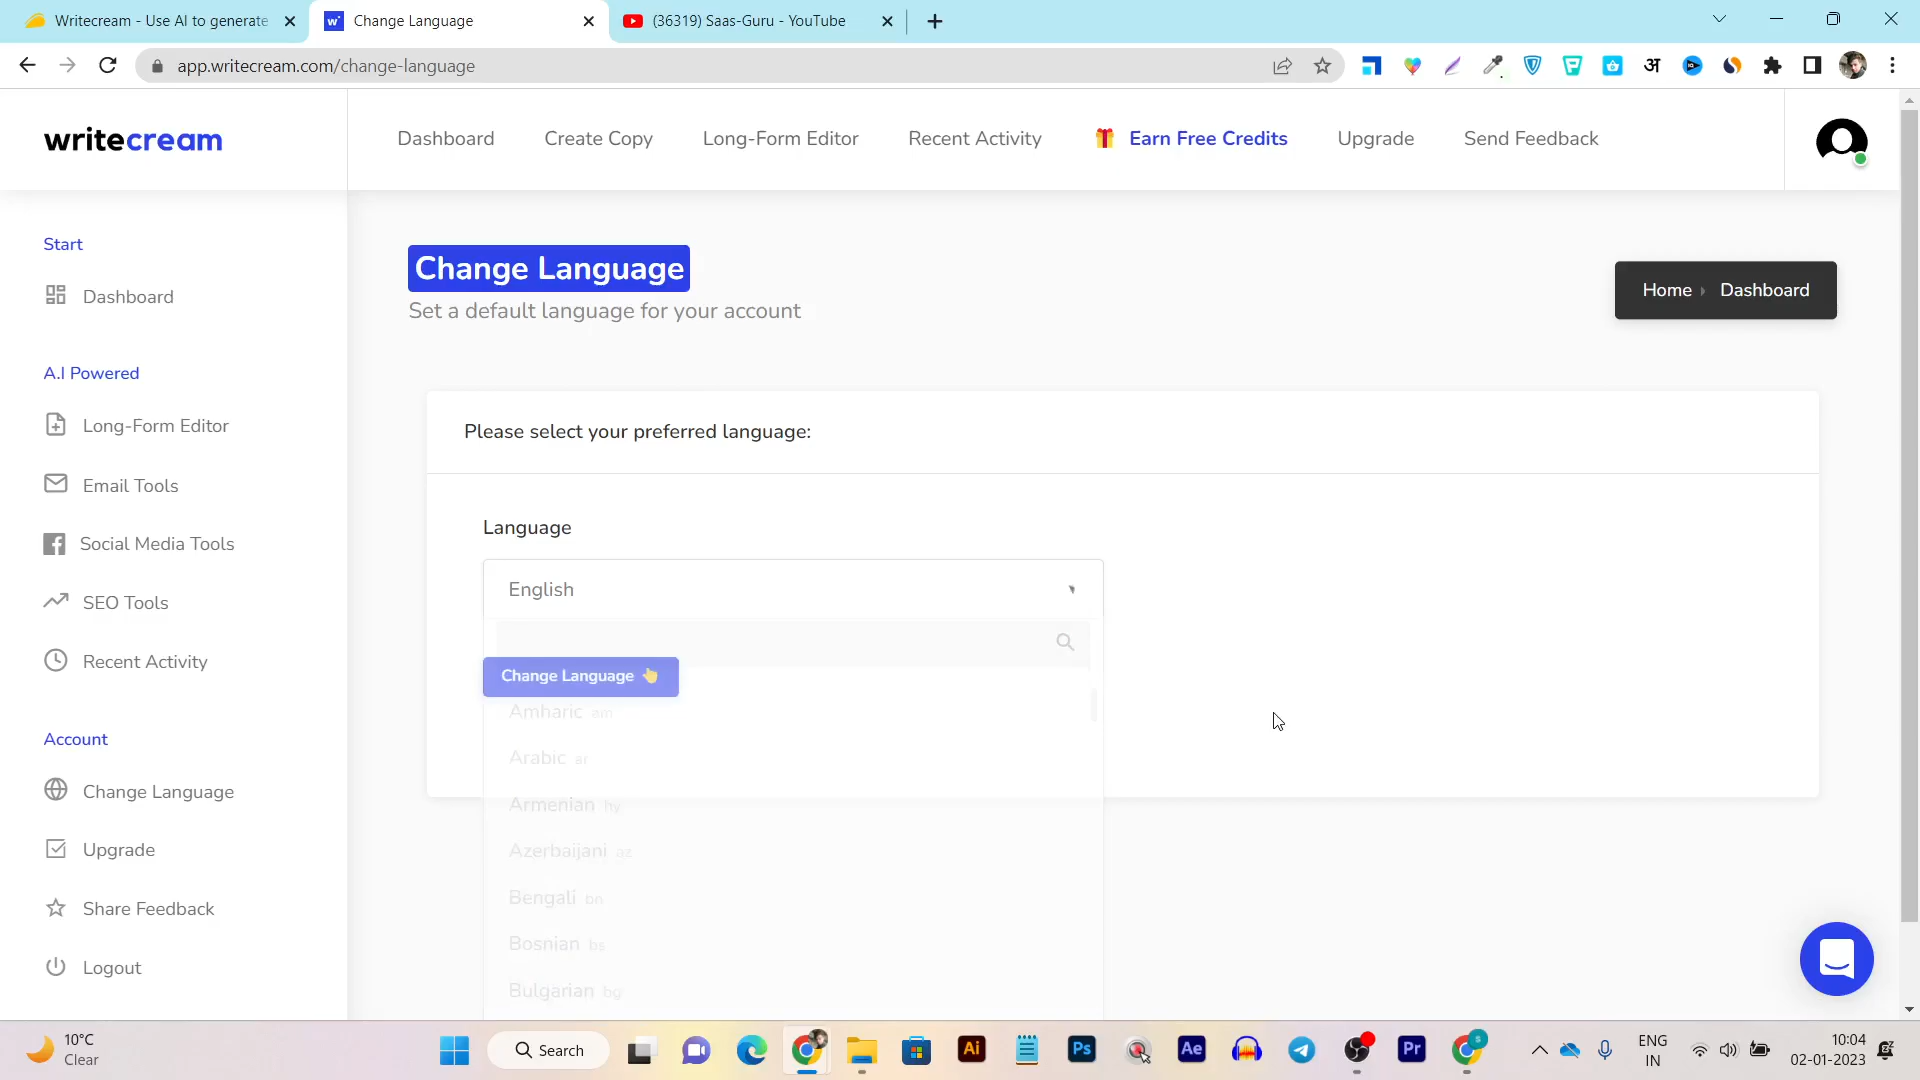 Writecream - Use AI to generate
Change Language
(36319) Saas-Guru - YouTube
app.writecream.com/change-language
अ
writecream
Dashboard
Create Copy
Long-Form Editor
Recent Activity
Earn Free Credits
Upgrade
Send Feedback
Start
Dashboard
A.I Powered
Long-Form Editor
Email Tools
Social Media Tools
SEO Tools
Recent Activity
Account
Change Language
Upgrade
Share Feedback
Logout
Change Language
Set a default language for your account
Home
Dashboard
Please select your preferred language:
Language
English
Change Language
Amharic am
Arabic ar
Armenian hy
Azerbaijani az
Bengali bn
Bosnian bs
Bulgarian bg
10°C
Clear
Search
Ai
Ps
Ae
Pr
ENG
IN
10:04
02-01-2023